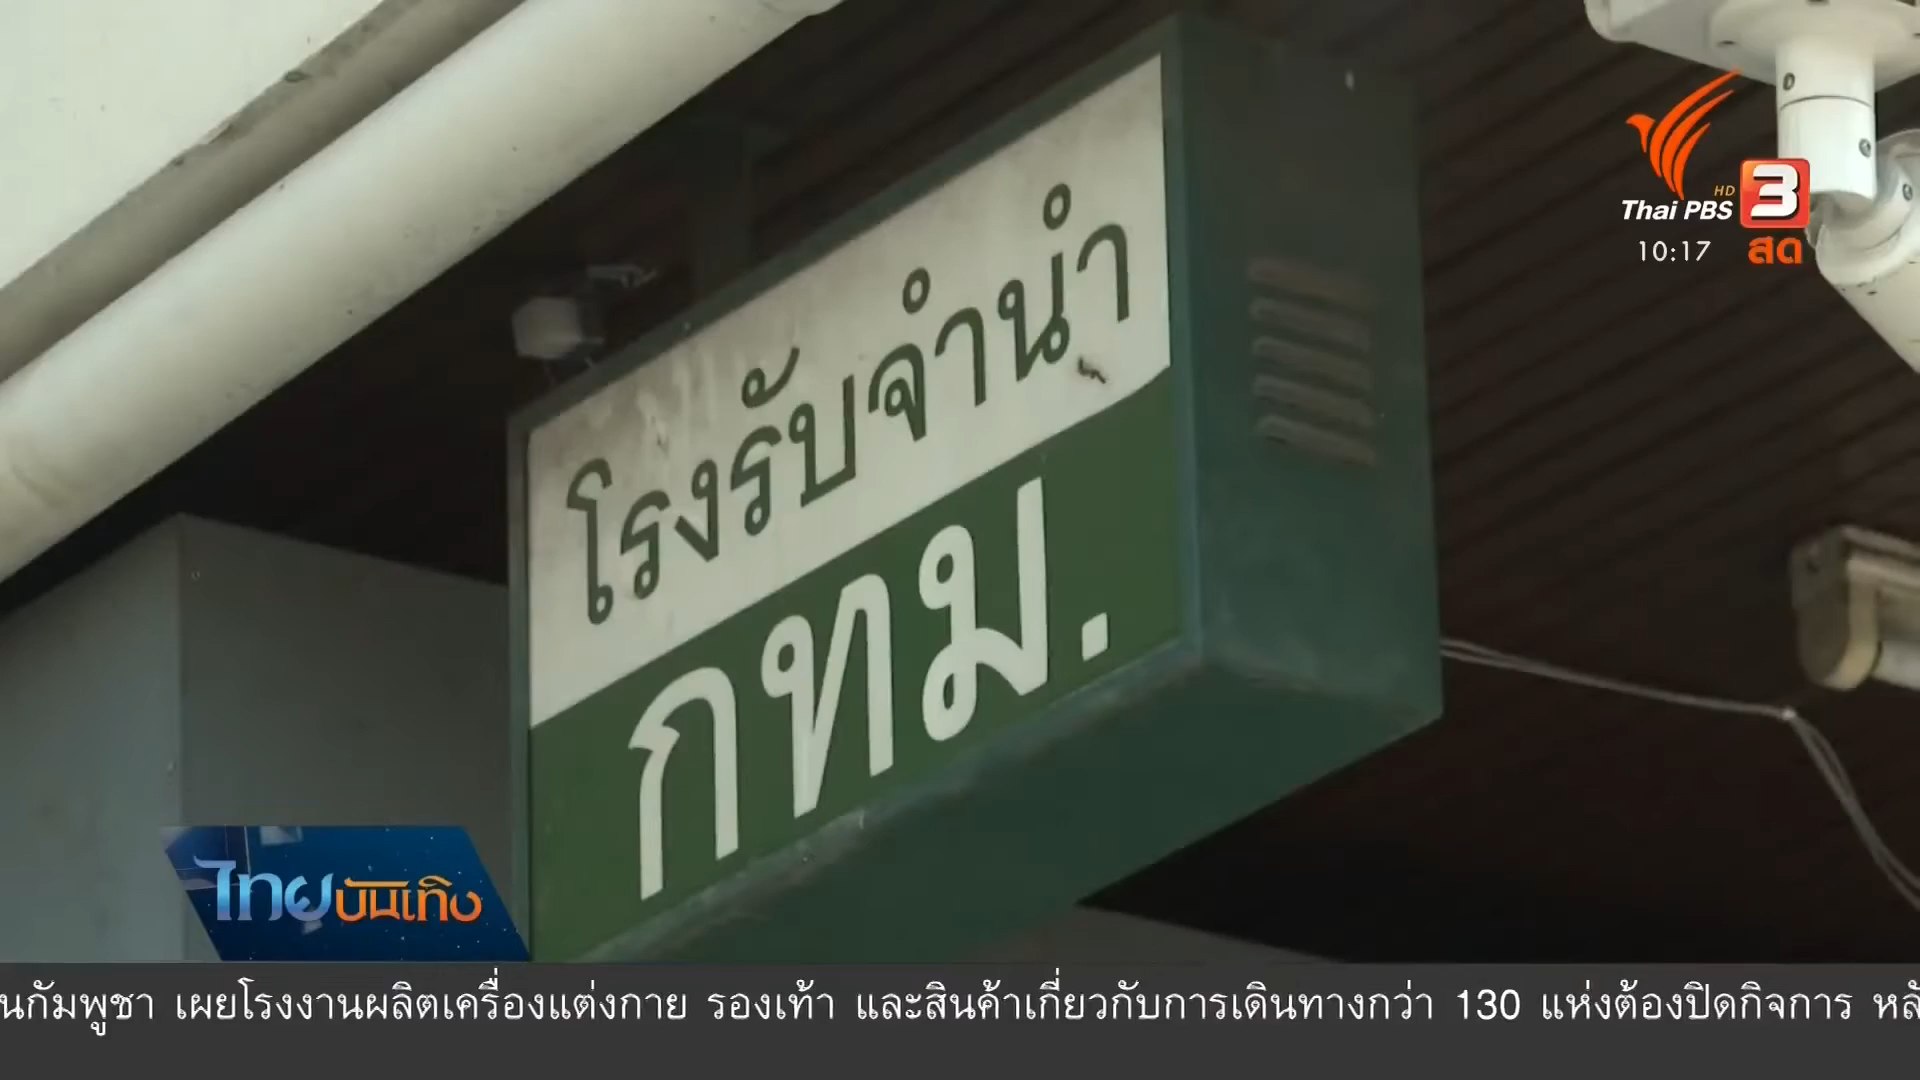 โรงรับจำนำ
กทม.
HD
Thai PBS 3
10:17 สด
ไทยบันเทิง
นกัมพูชา เผยโรงงานผลิตเครื่องแต่งกาย รองเท้า และสินค้าเกี่ยวกับการเดินทางกว่า 130 แห่งต้องปิดกิจการ หลั